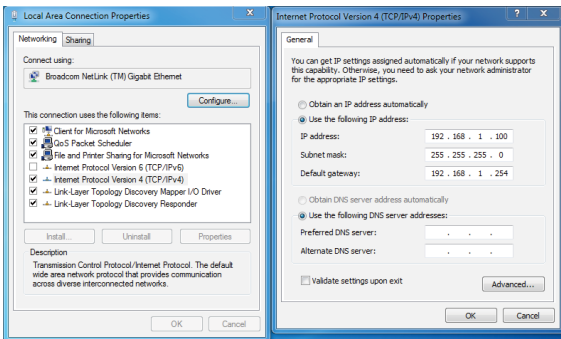 Local Area Connection Properties
Networking
Sharing
Connect using:
Broadcom NetLink (TM) Gigabit Ethernet
Configure...
This connection uses the following items:
Client for Microsoft Networks
QoS Packet Scheduler
File and Printer Sharing for Microsoft Networks
Internet Protocol Version 6 (TCP/IPv6)
Internet Protocol Version 4 (TCP/IPv4)
Link-Layer Topology Discovery Mapper I/O Driver
Link-Layer Topology Discovery Responder
Install...
Uninstall
Properties
Description
Transmission Control Protocol/Internet Protocol. The default
wide area network protocol that provides communication
across diverse interconnected networks.
OK
Cancel
Internet Protocol Version 4 (TCP/IPv4) Properties
General
You can get IP settings assigned automatically if your network supports
this capability. Otherwise, you need to ask your network administrator
for the appropriate IP settings.
Obtain an IP address automatically
Use the following IP address:
IP address: 192 . 168 . 1 . 100
Subnet mask: 255 . 255 . 255 . 0
Default gateway: 192 . 168 . 1 . 254
Obtain DNS server address automatically
Use the following DNS server addresses:
Preferred DNS server: . . .
Alternate DNS server: . . .
Validate settings upon exit
Advanced...
OK
Cancel